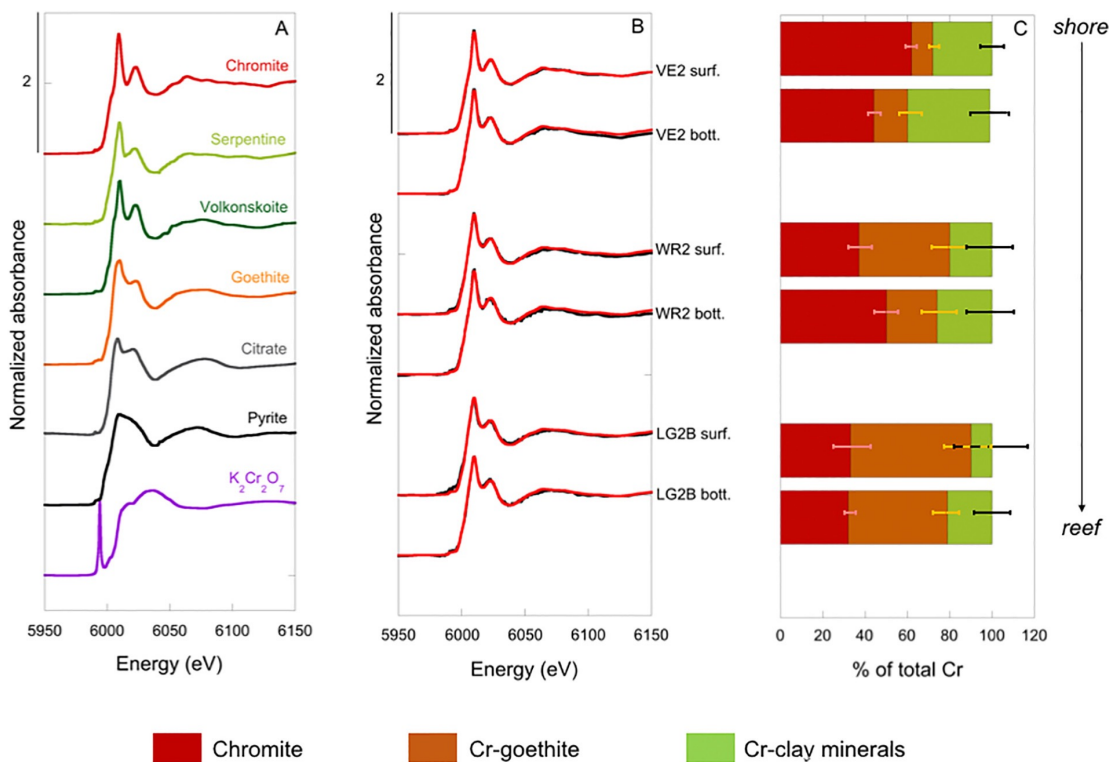 A
2
Chromite
Serpentine
Volkonskoite
Goethite
Citrate
Pyrite
K2Cr2O7
Normalized absorbance
5950 6000 6050 6100 6150
Energy (eV)
B
2
VE2 surf.
VE2 bott.
WR2 surf.
WR2 bott.
LG2B surf.
LG2B bott.
Normalized absorbance
5950 6000 6050 6100 6150
Energy (eV)
C
shore
reef
0 20 40 60 80 100 120
% of total Cr
Chromite
Cr-goethite
Cr-clay minerals